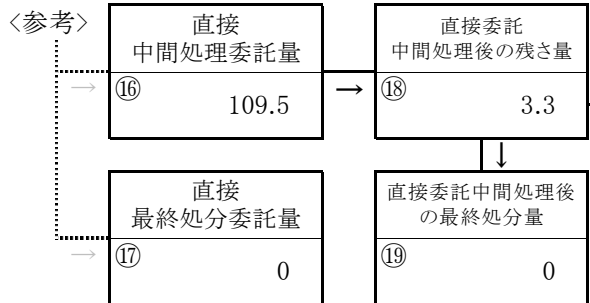 〈参考〉
直接
中間処理委託量
⑯
109.5
→
→
直接委託
中間処理後の残さ量
⑱
3.3
↓
直接
最終処分委託量
→
⑰
0
直接委託中間処理後
の最終処分量
⑲
0